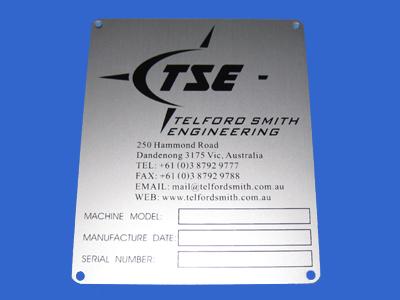 TSE -
TELFORD SMITH
ENGINEERING
250 Hammond Road
Dandenong 3175 Vic, Australia
TEL: +61 (0)3 8792 9777
FAX: +61 (0)3 8792 9788
EMAIL: mail@telfordsmith.com.au
WEB: www.telfordsmith.com.au
MACHINE MODEL:
MANUFACTURE DATE:
SERIAL NUMBER: